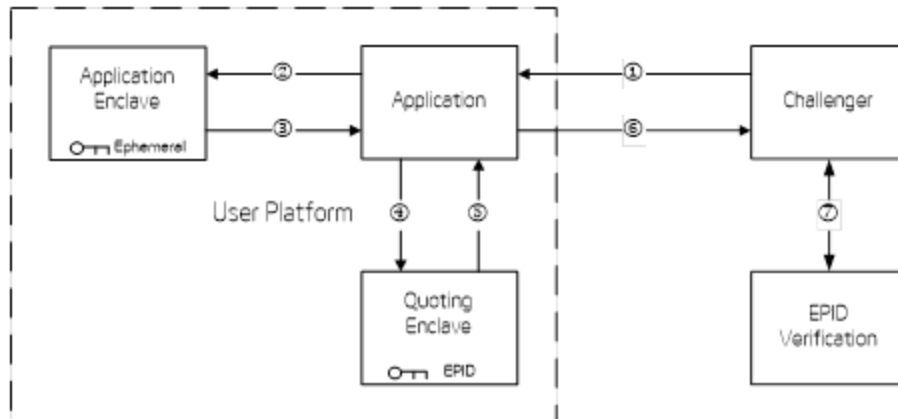 Application
Enclave
Ephemeral
②
③
Application
①
⑥
Challenger
User Platform
④
⑤
⑦
Quoting
Enclave
EPID
EPID
Verification